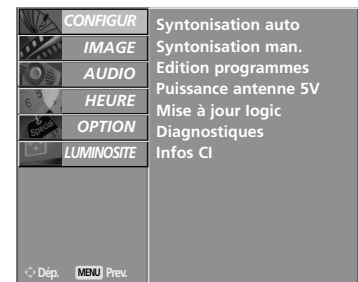 CONFIGUR
IMAGE
AUDIO
HEURE
OPTION
LUMINOSITE
Syntonisation auto
Syntonisation man.
Edition programmes
Puissance antenne 5V
Mise à jour logic
Diagnostiques
Infos CI
Dép. MENU Prev.